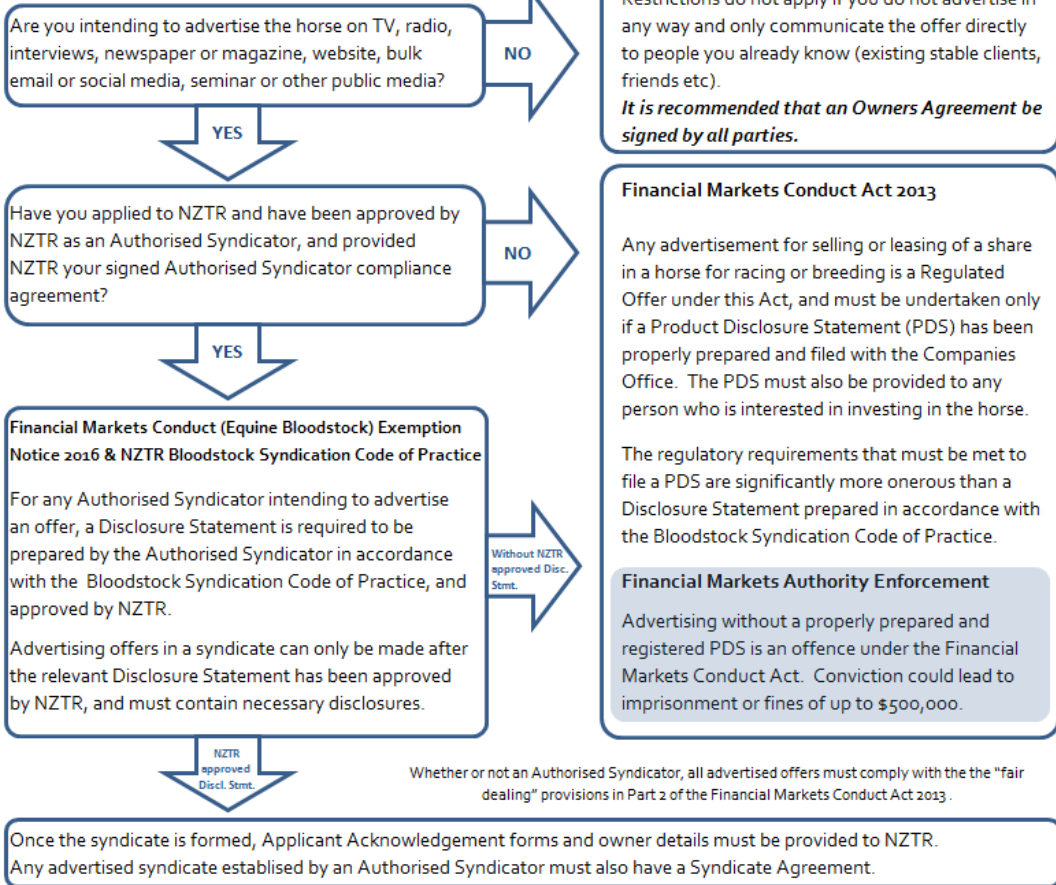 Are you intending to advertise the horse on TV, radio,
interviews, newspaper or magazine, website, bulk
email or social media, seminar or other public media?
NO
Restrictions do not apply if you do not advertise in
any way and only communicate the offer directly
to people you already know (existing stable clients,
friends etc).
It is recommended that an Owners Agreement be
signed by all parties.
YES
Have you applied to NZTR and have been approved by
NZTR as an Authorised Syndicator, and provided
NZTR your signed Authorised Syndicator compliance
agreement?
NO
YES
Financial Markets Conduct Act 2013
Any advertisement for selling or leasing of a share
in a horse for racing or breeding is a Regulated
Offer under this Act, and must be undertaken only
if a Product Disclosure Statement (PDS) has been
properly prepared and filed with the Companies
Office. The PDS must also be provided to any
person who is interested in investing in the horse.
The regulatory requirements that must be met to
file a PDS are significantly more onerous than a
Disclosure Statement prepared in accordance with
the Bloodstock Syndication Code of Practice.
Financial Markets Authority Enforcement
Advertising without a properly prepared and
registered PDS is an offence under the Financial
Markets Conduct Act. Conviction could lead to
imprisonment or fines of up to $500,000.
Financial Markets Conduct (Equine Bloodstock) Exemption
Notice 2016 & NZTR Bloodstock Syndication Code of Practice
For any Authorised Syndicator intending to advertise
an offer, a Disclosure Statement is required to be
prepared by the Authorised Syndicator in accordance
with the Bloodstock Syndication Code of Practice, and
approved by NZTR.
Advertising offers in a syndicate can only be made after
the relevant Disclosure Statement has been approved
by NZTR, and must contain necessary disclosures.
Without NZTR
approved Disc.
Stmt.
NZTR
approved
Discl. Stmt.
Whether or not an Authorised Syndicator, all advertised offers must comply with the the "fair
dealing" provisions in Part 2 of the Financial Markets Conduct Act 2013 .
Once the syndicate is formed, Applicant Acknowledgement forms and owner details must be provided to NZTR.
Any advertised syndicate establised by an Authorised Syndicator must also have a Syndicate Agreement.